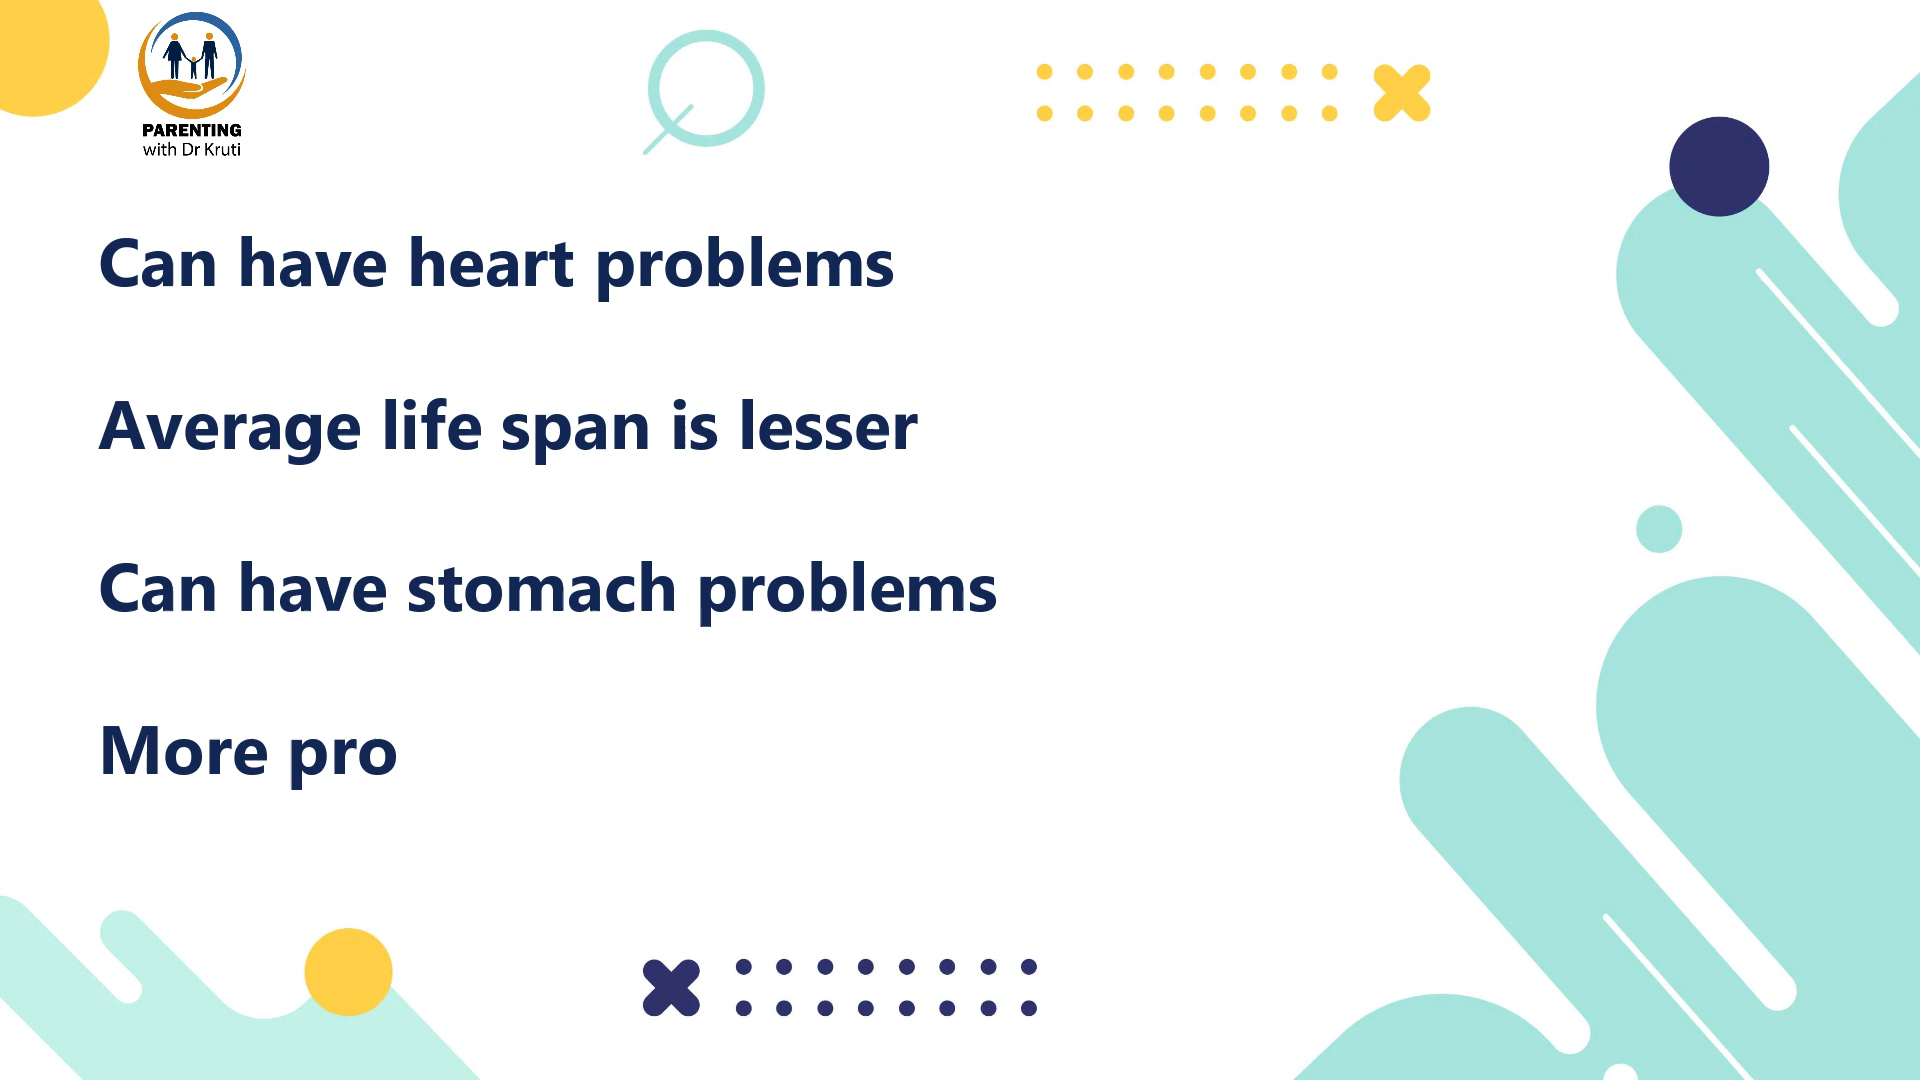 PARENTING
with Dr Kruti
Can have heart problems
Average life span is lesser
Can have stomach problems
More pro